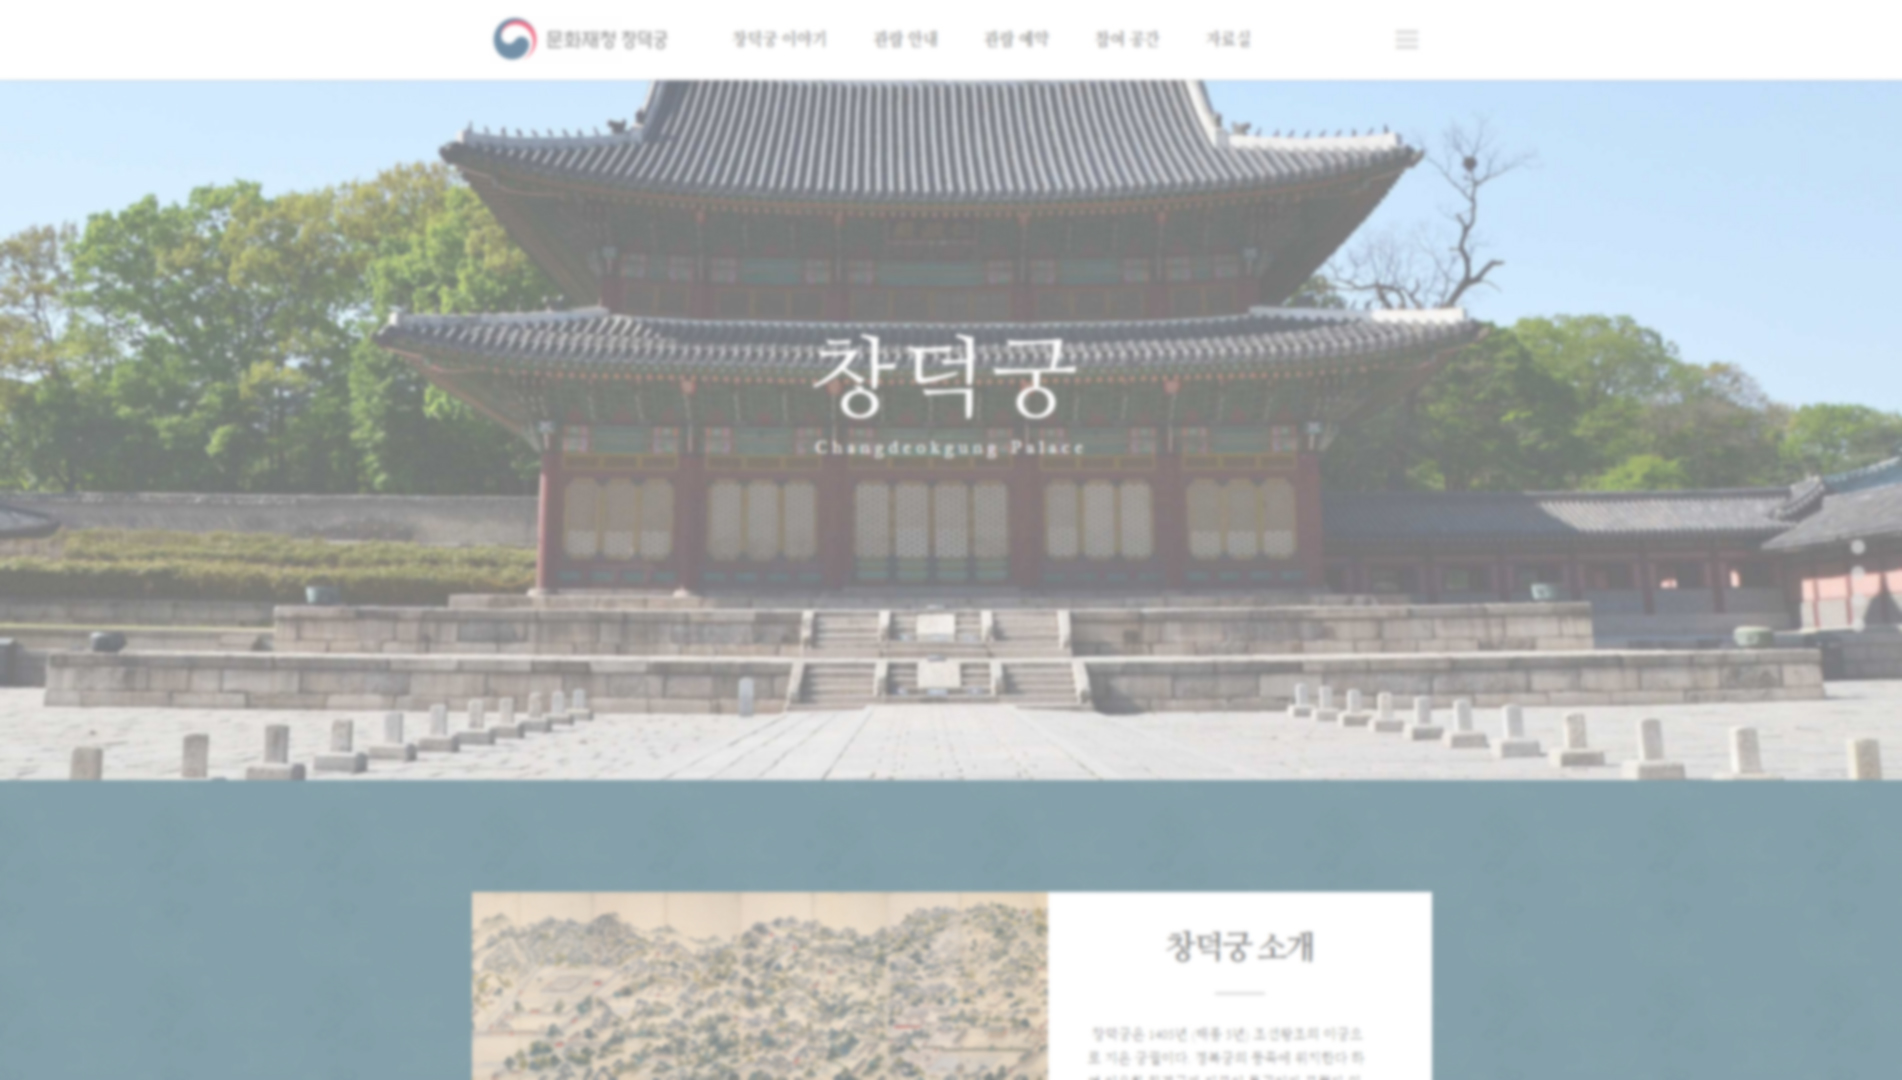 문화재청 창덕궁
창덕궁 이야기
관람 안내
관람 예약
참여 공간
자료실
창덕궁
Changdeokgung Palace
창덕궁 소개
창덕궁은 1405년 (태종 5년) 조선왕조의 이궁으
로 지은 궁궐이다. 경복궁의 동쪽에 위치한다 하